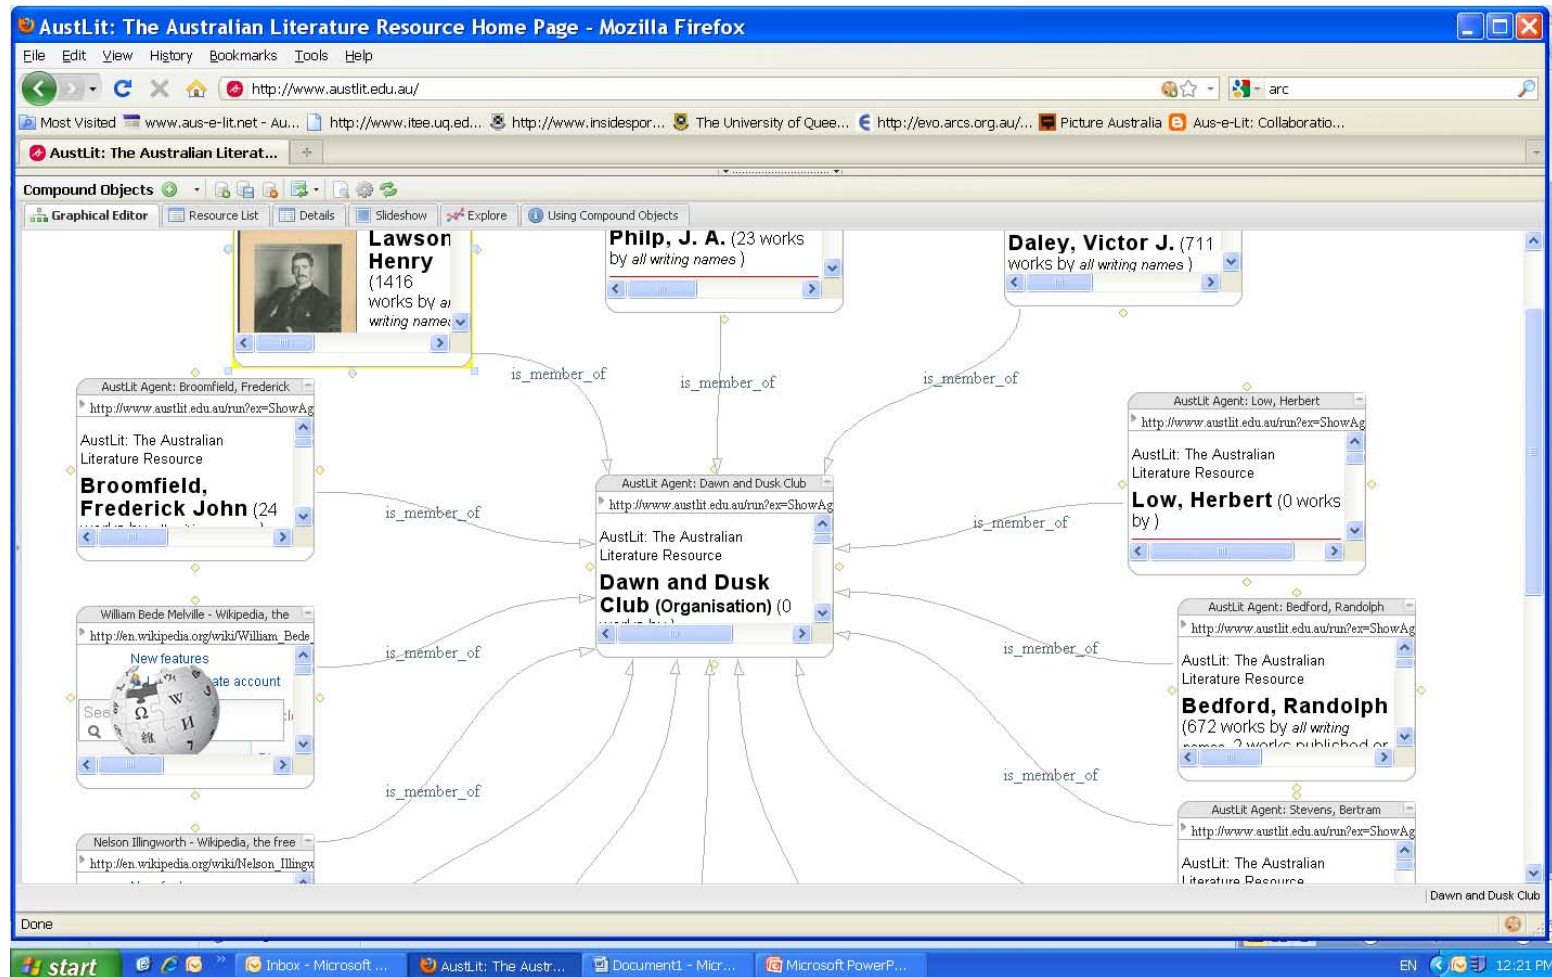 AustLit: The Australian Literature Resource Home Page - Mozilla Firefox
File Edit View History Bookmarks Tools Help
http://www.austlit.edu.au/
arc
Most Visited www.aus-e-lit.net - Au... http://www.itee.uq.ed... http://www.insidespor... The University of Quee... http://evo.arcs.org.au/... Picture Australia Aus-e-Lit: Collaboratio...
AustLit: The Australian Literat...
Compound Objects
Graphical Editor Resource List Details Slideshow Explore Using Compound Objects
Lawson
Henry
(1416
works by
writing name
Philp, J. A. (23 works
by all writing names )
Daley, Victor J. (711
works by all writing names )
is_member_of
is_member_of
is_member_of
AustLit Agent: Broomfield, Frederick
http://www.austlit.edu.au/run?ex=ShowAg
AustLit: The Australian
Literature Resource
Broomfield,
Frederick John (24
is_member_of
AustLit Agent: Dawn and Dusk Club
http://www.austlit.edu.au/run?ex=ShowAg
AustLit: The Australian
Literature Resource
Dawn and Dusk
Club (Organisation) (0
AustLit Agent: Low, Herbert
http://www.austlit.edu.au/run?ex=ShowAg
AustLit: The Australian
Literature Resource
Low, Herbert (0 works
by )
is_member_of
William Bede Melville - Wikipedia, the
http://en.wikipedia.org/wiki/William_Bede
New features
ate account
Sea
is_member_of
AustLit Agent: Bedford, Randolph
http://www.austlit.edu.au/run?ex=ShowAg
AustLit: The Australian
Literature Resource
Bedford, Randolph
(672 works by all writing
names, 2 works published or
is_member_of
Nelson Illingworth - Wikipedia, the free
http://en.wikipedia.org/wiki/Nelson_Illingw
is_member_of
AustLit Agent: Stevens, Bertram
http://www.austlit.edu.au/run?ex=ShowAg
AustLit: The Australian
Literature Resource
is_member_of
Dawn and Dusk Club
Done
start Inbox - Microsoft ... AustLit: The Austr... Document1 - Micr... Microsoft PowerP... EN 12:21 PM